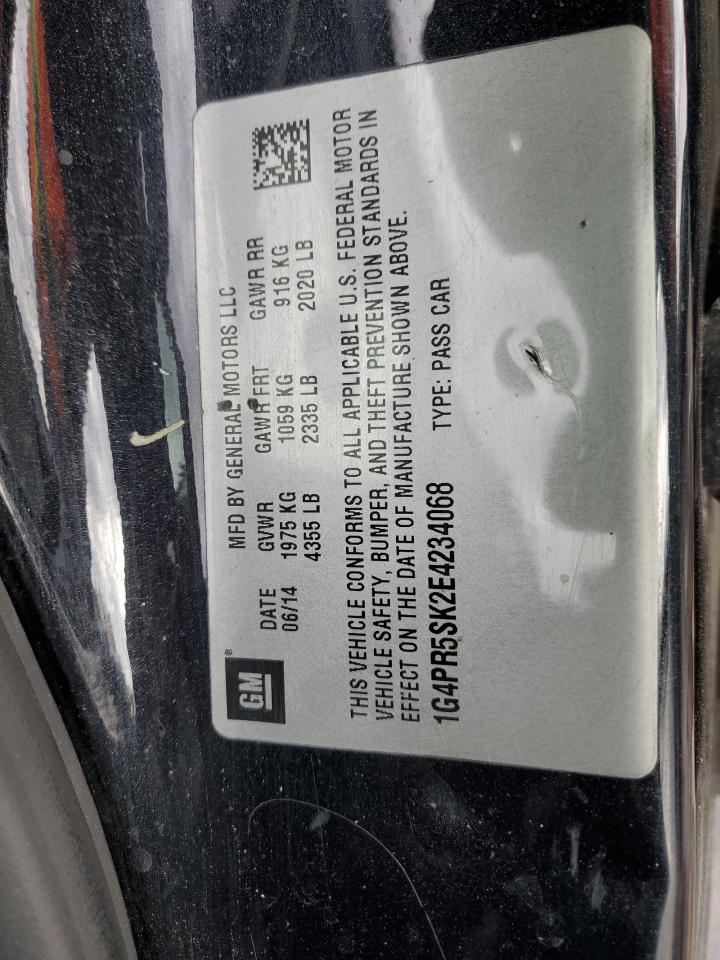 GM®
MFD BY GENERAL MOTORS LLC
DATE GVWR GAWR FRT GAWR RR
06/14 1975 KG 1059 KG 916 KG
4355 LB 2335 LB 2020 LB
THIS VEHICLE CONFORMS TO ALL APPLICABLE U.S. FEDERAL MOTOR
VEHICLE SAFETY, BUMPER, AND THEFT PREVENTION STANDARDS IN
EFFECT ON THE DATE OF MANUFACTURE SHOWN ABOVE.
1G4PR5SK2E4234068 TYPE: PASS CAR